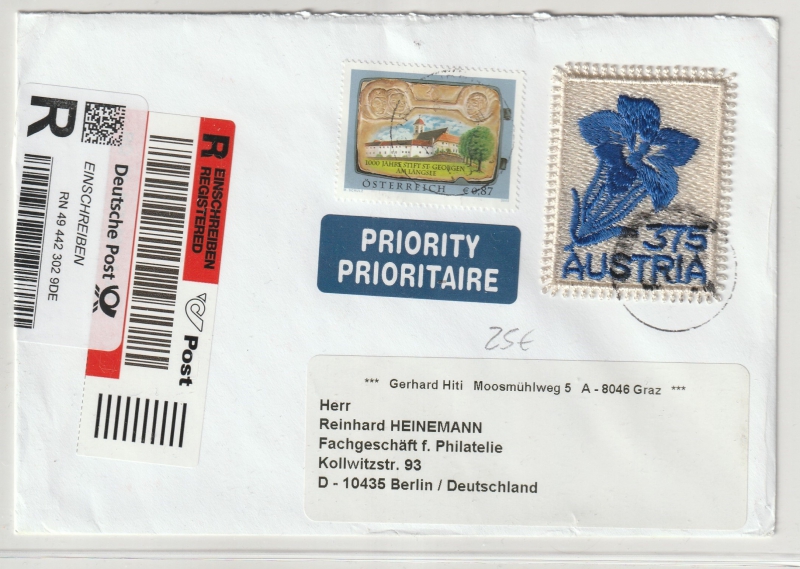 R
Deutsche Post
EINSCHREIBEN
RN 49 442 302 9DE
R
EINSCHREIBEN
REGISTERED
Post
1000 JAHRE STIFT ST. GEORGEN
AM LÄNGSEE
ÖSTERREICH € 0,87
375
AUSTRIA
PRIORITY
PRIORITAIRE
25€
*** Gerhard Hiti Moosmühlweg 5 A - 8046 Graz ***
Herr
Reinhard HEINEMANN
Fachgeschäft f. Philatelie
Kollwitzstr. 93
D - 10435 Berlin / Deutschland